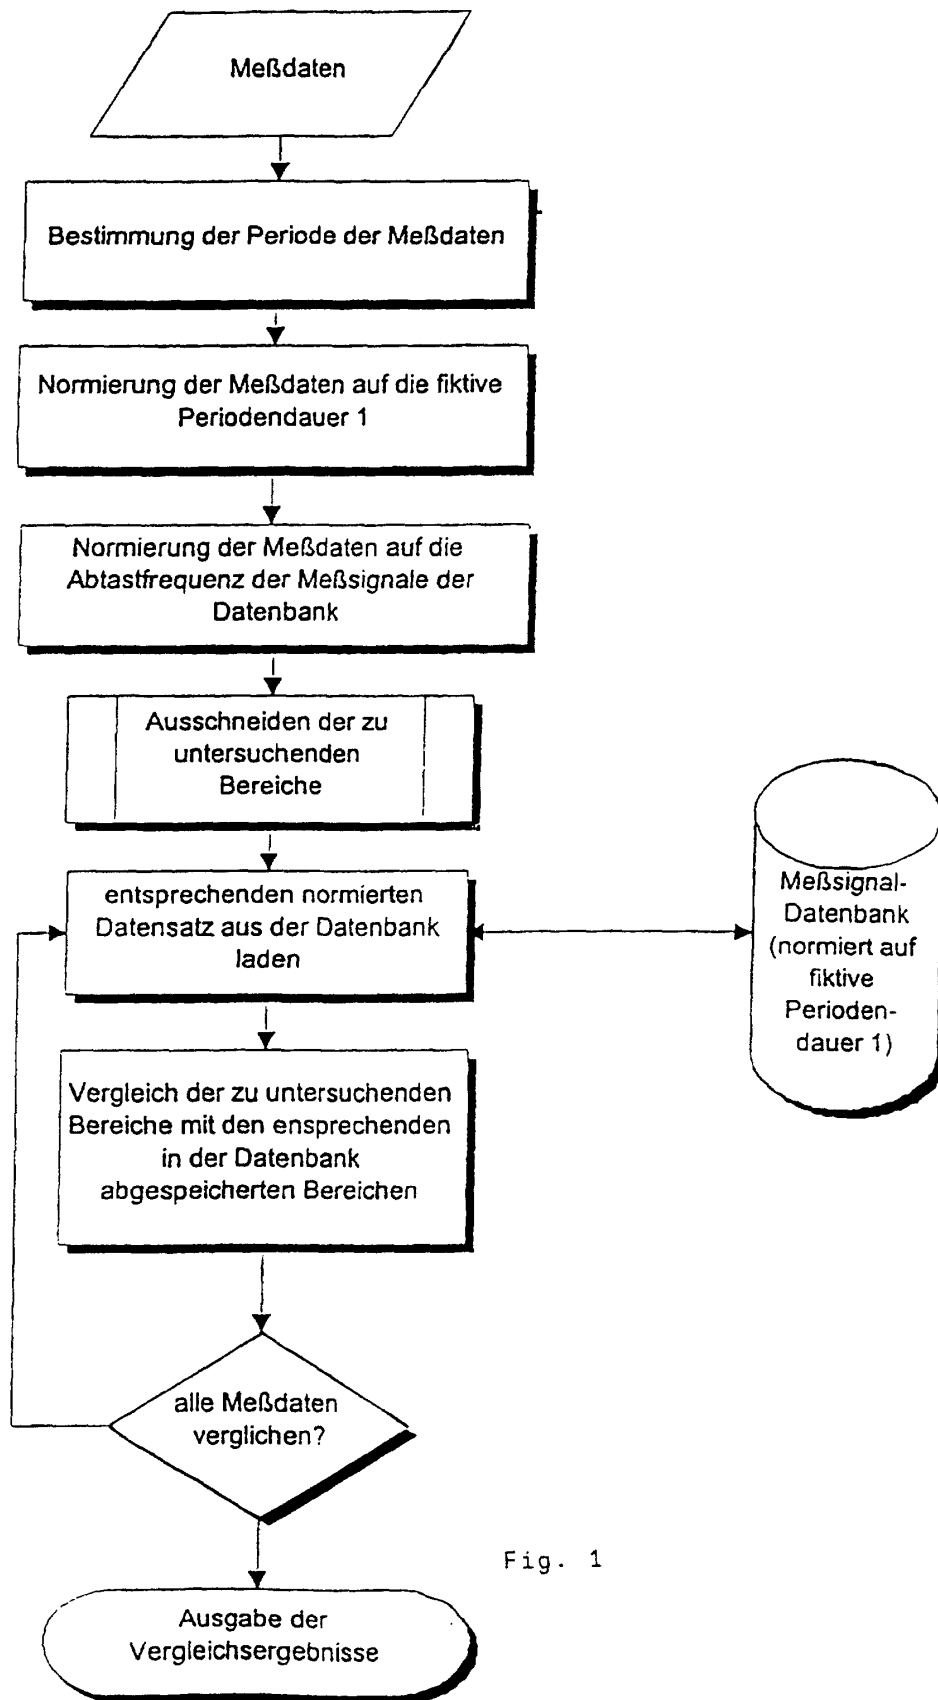 Meßdaten
Bestimmung der Periode der Meßdaten
Normierung der Meßdaten auf die fiktive
Periodendauer 1
Normierung der Meßdaten auf die
Abtastfrequenz der Meßsignale der
Datenbank
Ausschneiden der zu
untersuchenden
Bereiche
entsprechenden normierten
Datensatz aus der Datenbank
laden
Meßsignal-
Datenbank
(normiert auf
fiktive
Perioden-
dauer 1)
Vergleich der zu untersuchenden
Bereiche mit den ensprechenden
in der Datenbank
abgespeicherten Bereichen
alle Meßdaten
verglichen?
Fig. 1
Ausgabe der
Vergleichsergebnisse